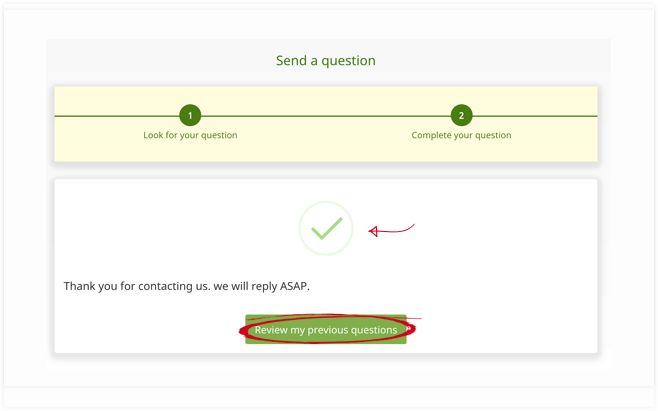 Send a question
1
2
Look for your question
Complete your question
Thank you for contacting us. we will reply ASAP.
Review my previous questions